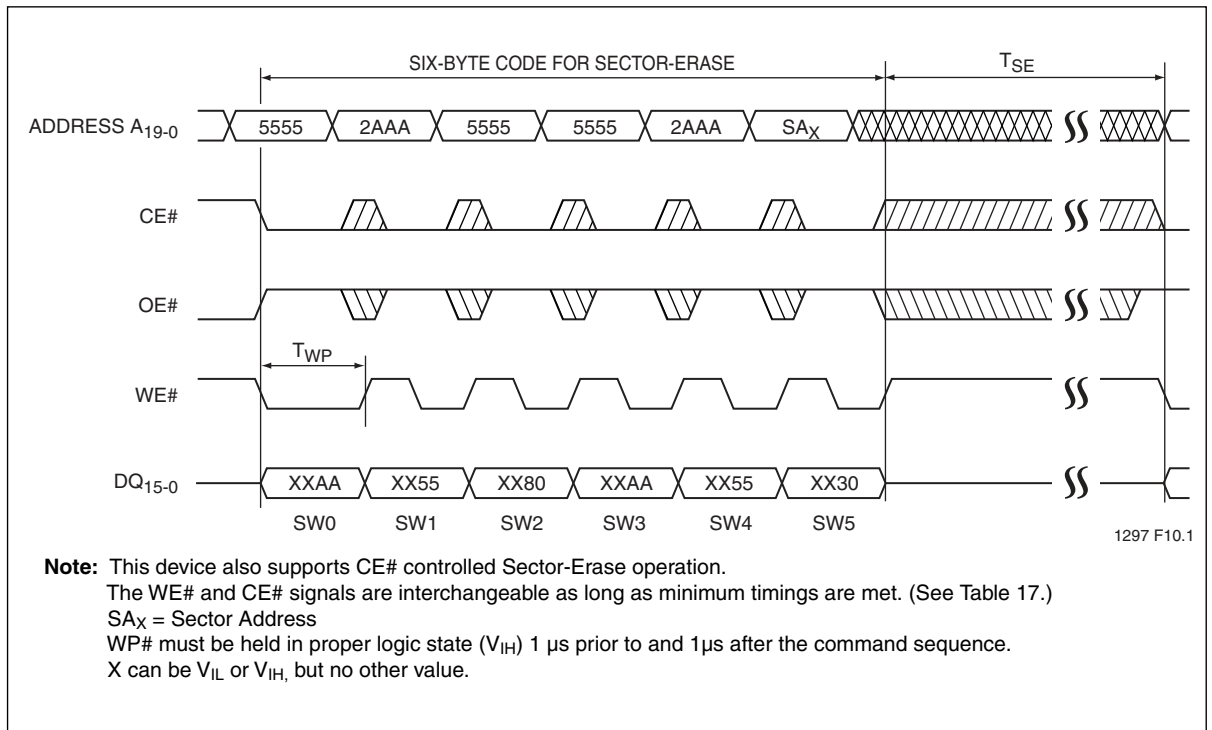 SIX-BYTE CODE FOR SECTOR-ERASE TSE
ADDRESS A19-0 5555 2AAA 5555 5555 2AAA SAX
CE#
OE#
TWP
WE#
DQ15-0 XXAA XX55 XX80 XXAA XX55 XX30
SW0 SW1 SW2 SW3 SW4 SW5
1297 F10.1
Note: This device also supports CE# controlled Sector-Erase operation.
The WE# and CE# signals are interchangeable as long as minimum timings are met. (See Table 17.)
SAX = Sector Address
WP# must be held in proper logic state (VIH) 1 µs prior to and 1µs after the command sequence.
X can be VIL or VIH, but no other value.